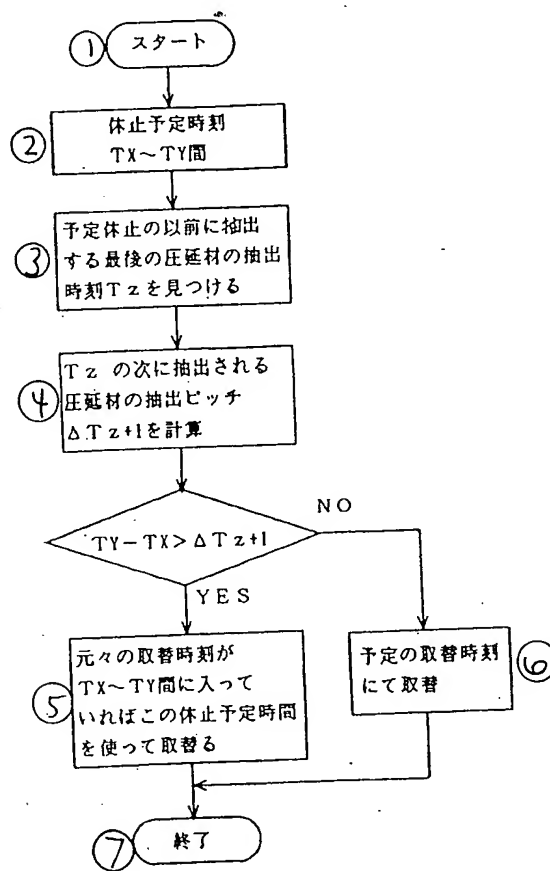 ①
スタート
②
休止予定時刻
TX～TY間
③
予定休止の以前に抽出
する最後の圧延材の抽出
時刻Tzを見つける
④
Tz の次に抽出される
圧延材の抽出ピッチ
ΔTz+1を計算
TY－TX>ΔTz+1
NO
YES
⑤
元々の取替時刻が
TX～TY間に入って
いればこの休止予定時間
を使って取替る
予定の取替時刻
にて取替
⑥
⑦
終了